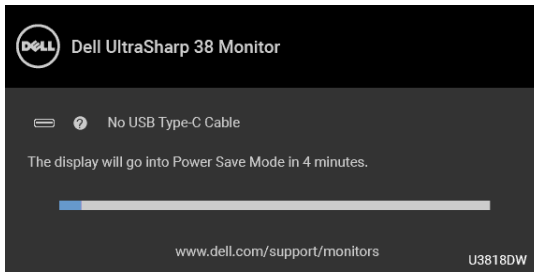 DELL
Dell UltraSharp 38 Monitor
? No USB Type-C Cable
The display will go into Power Save Mode in 4 minutes.
www.dell.com/support/monitors
U3818DW